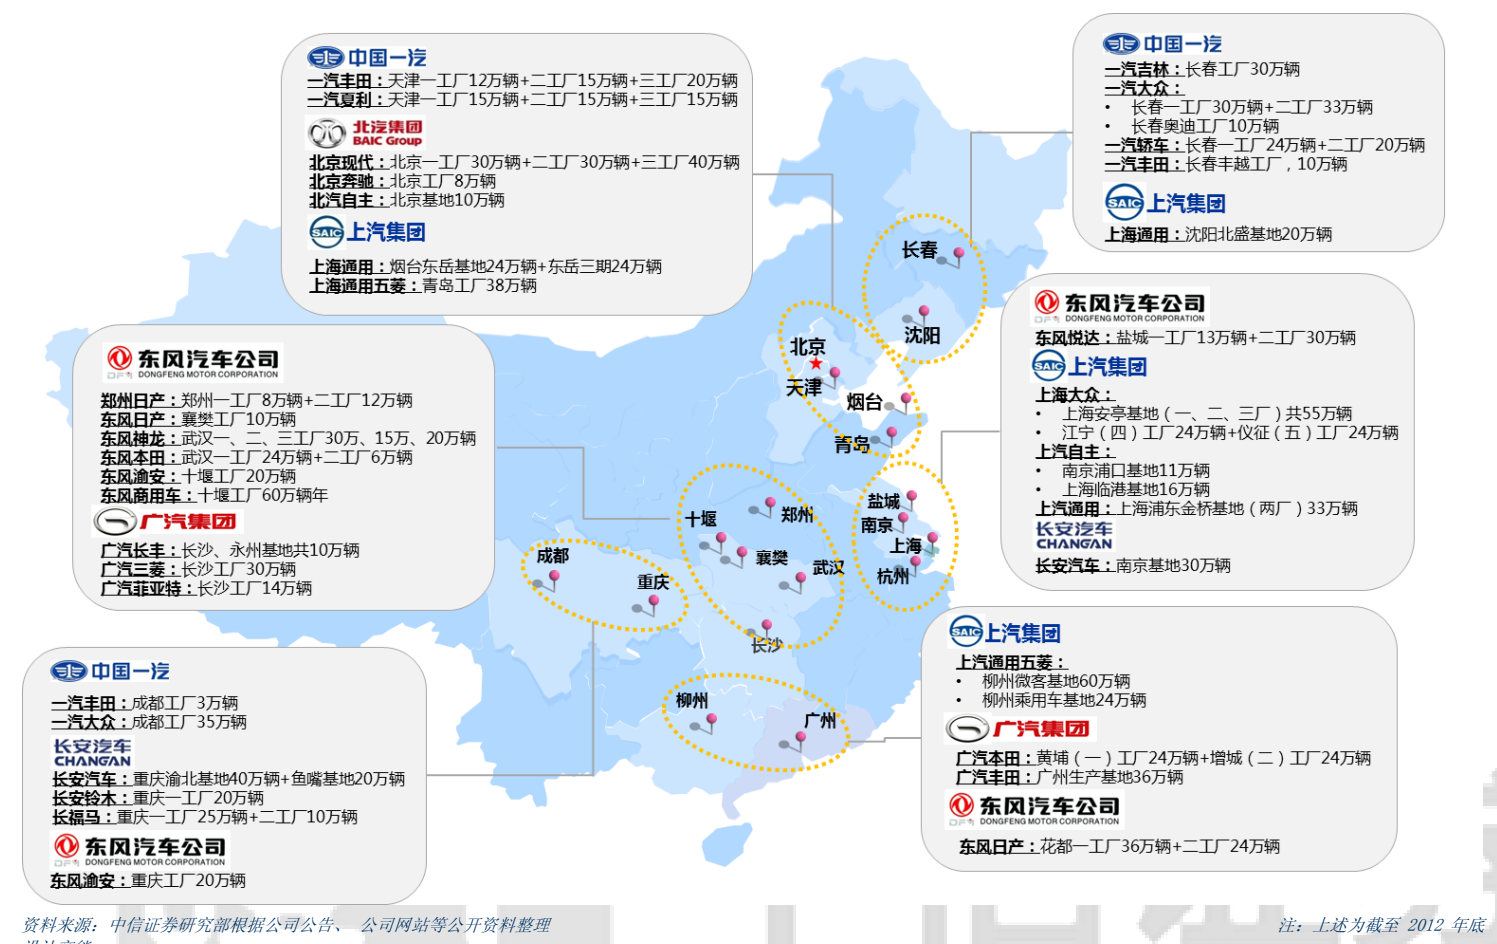 中国一汽
一汽丰田：天津一工厂12万辆+二工厂15万辆+三工厂20万辆
一汽夏利：天津一工厂15万辆+二工厂15万辆+三工厂15万辆
北汽集团
BAIC Group
北京现代：北京一工厂30万辆+二工厂30万辆+三工厂40万辆
北京奔驰：北京工厂8万辆
北汽自主：北京基地10万辆
SAIC 上汽集团
上海通用：烟台东岳基地24万辆+东岳三期24万辆
上海通用五菱：青岛工厂38万辆
中国一汽
一汽吉林：长春工厂30万辆
一汽大众：
• 长春一工厂30万辆+二工厂33万辆
• 长春奥迪工厂10万辆
一汽轿车：长春一工厂24万辆+二工厂20万辆
一汽丰田：长春丰越工厂，10万辆
SAIC 上汽集团
上海通用：沈阳北盛基地20万辆
东风汽车公司
DONGFENG MOTOR CORPORATION
郑州日产：郑州一工厂8万辆+二工厂12万辆
东风日产：襄樊工厂10万辆
东风神龙：武汉一、二、三工厂30万、15万、20万辆
东风本田：武汉一工厂24万辆+二工厂6万辆
东风渝安：十堰工厂20万辆
东风商用车：十堰工厂60万辆年
广汽集团
广汽长丰：长沙、永州基地共10万辆
广汽三菱：长沙工厂30万辆
广汽菲亚特：长沙工厂14万辆
东风汽车公司
DONGFENG MOTOR CORPORATION
东风悦达：盐城一工厂13万辆+二工厂30万辆
SAIC 上汽集团
上海大众：
• 上海安亭基地（一、二、三厂）共55万辆
• 江宁（四）工厂24万辆+仪征（五）工厂24万辆
上汽自主：
• 南京浦口基地11万辆
• 上海临港基地16万辆
上汽通用：上海浦东金桥基地（两厂）33万辆
长安汽车
CHANGAN
长安汽车：南京基地30万辆
长春
沈阳
北京
天津
烟台
青岛
盐城
南京
上海
杭州
郑州
十堰
襄樊
武汉
长沙
成都
重庆
柳州
广州
中国一汽
一汽丰田：成都工厂3万辆
一汽大众：成都工厂35万辆
长安汽车
CHANGAN
长安汽车：重庆渝北基地40万辆+鱼嘴基地20万辆
长安铃木：重庆一工厂20万辆
长福马：重庆一工厂25万辆+二工厂10万辆
东风汽车公司
DONGFENG MOTOR CORPORATION
东风渝安：重庆工厂20万辆
SAIC 上汽集团
上汽通用五菱：
• 柳州微客基地60万辆
• 柳州乘用车基地24万辆
广汽集团
广汽本田：黄埔（一）工厂24万辆+增城（二）工厂24万辆
广汽丰田：广州生产基地36万辆
东风汽车公司
DONGFENG MOTOR CORPORATION
东风日产：花都一工厂36万辆+二工厂24万辆
资料来源：中信证券研究部根据公司公告、 公司网站等公开资料整理
注：上述为截至 2012 年底